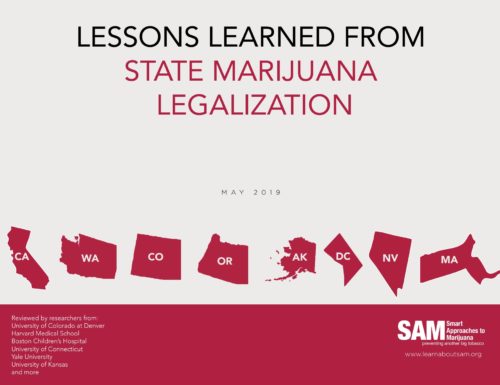 LESSONS LEARNED FROM
STATE MARIJUANA
LEGALIZATION
MAY 2019
CA
WA
CO
OR
AK
DC
NV
MA
Reviewed by researchers from:
University of Colorado at Denver
Harvard Medical School
Boston Children's Hospital
University of Connecticut
Yale University
University of Kansas
and more
SAM Smart
Approaches to
Marijuana
preventing another big tobacco
www.learnaboutsam.org